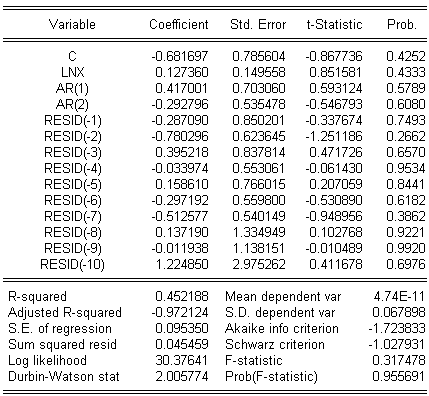 Variable Coefficient Std. Error t-Statistic Prob.
C -0.681697 0.785604 -0.867736 0.4252
LNX 0.127360 0.149558 0.851581 0.4333
AR(1) 0.417001 0.703060 0.593124 0.5789
AR(2) -0.292796 0.535478 -0.546793 0.6080
RESID(-1) -0.287090 0.850201 -0.337674 0.7493
RESID(-2) -0.780296 0.623645 -1.251186 0.2662
RESID(-3) 0.395218 0.837814 0.471726 0.6570
RESID(-4) -0.033974 0.553061 -0.061430 0.9534
RESID(-5) 0.158610 0.766015 0.207059 0.8441
RESID(-6) -0.297192 0.559800 -0.530890 0.6182
RESID(-7) -0.512577 0.540149 -0.948956 0.3862
RESID(-8) 0.137190 1.334949 0.102768 0.9221
RESID(-9) -0.011938 1.138151 -0.010489 0.9920
RESID(-10) 1.224850 2.975262 0.411678 0.6976
R-squared 0.452188 Mean dependent var 4.74E-11
Adjusted R-squared -0.972124 S.D. dependent var 0.067898
S.E. of regression 0.095350 Akaike info criterion -1.723833
Sum squared resid 0.045459 Schwarz criterion -1.027931
Log likelihood 30.37641 F-statistic 0.317478
Durbin-Watson stat 2.005774 Prob(F-statistic) 0.955691